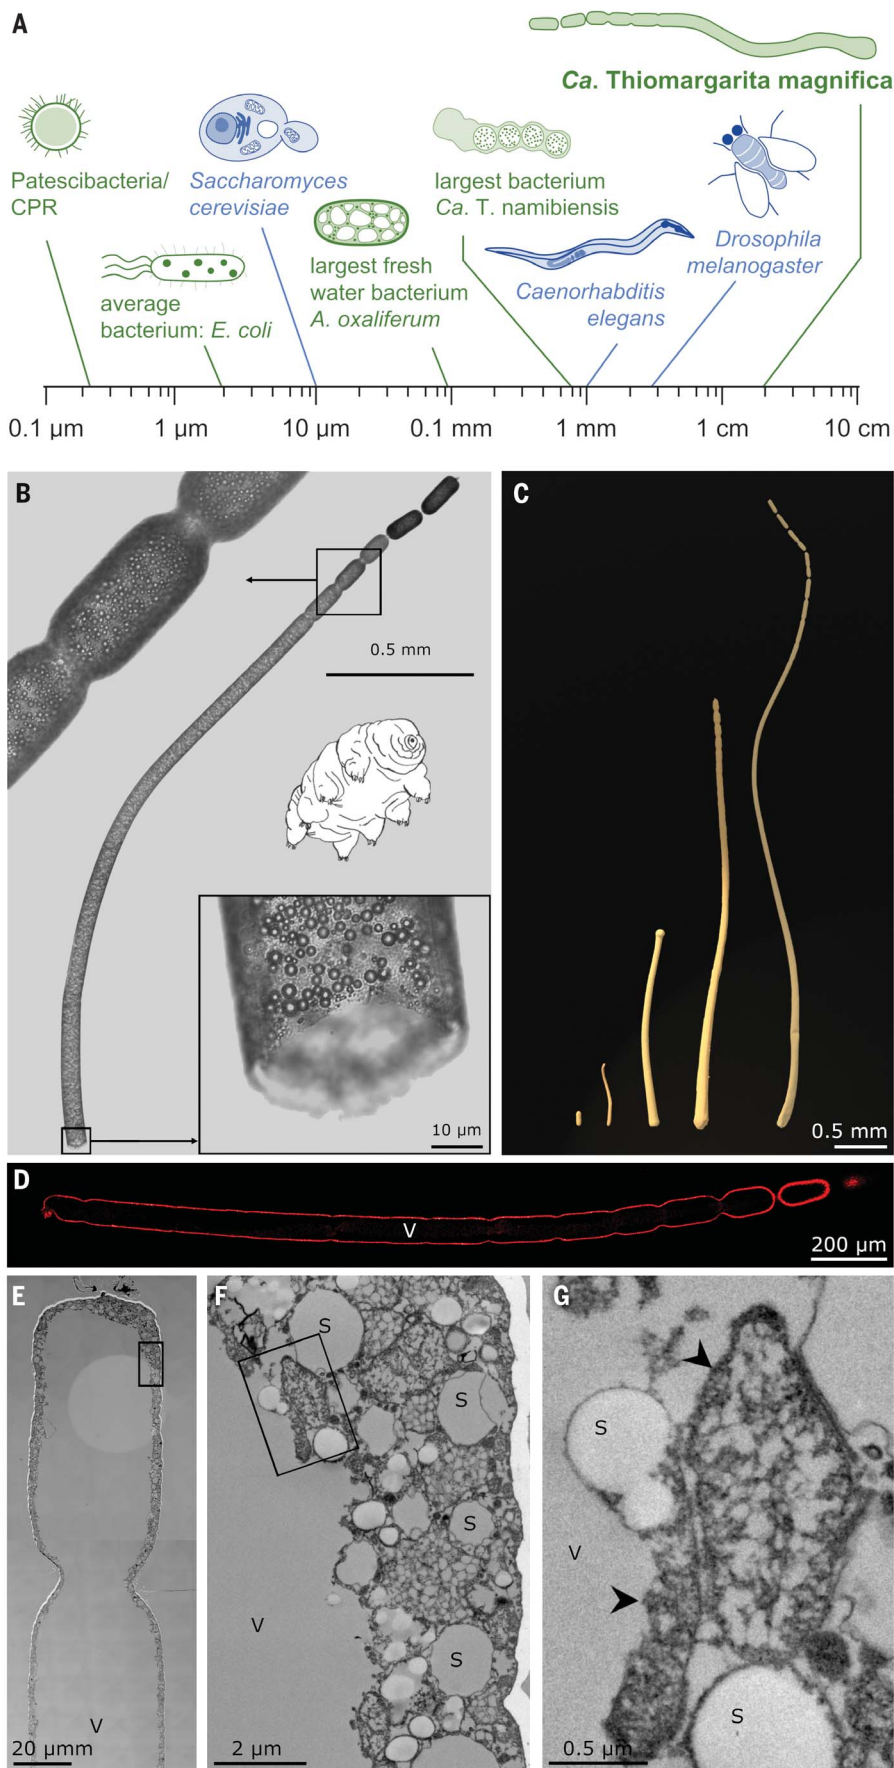 A
Ca. Thiomargarita magnifica
Patescibacteria/
CPR
Saccharomyces
cerevisiae
largest bacterium
Ca. T. namibiensis
average
bacterium: E. coli
largest fresh
water bacterium
A. oxaliferum
Caenorhabditis
elegans
Drosophila
melanogaster
0.1 µm 1 µm 10 µm 0.1 mm 1 mm 1 cm 10 cm
B
0.5 mm
10 µm
C
0.5 mm
D
V
200 µm
E
V
20 µmm
F
S
S
S
V
S
2 µm
G
S
V
S
0.5 µm